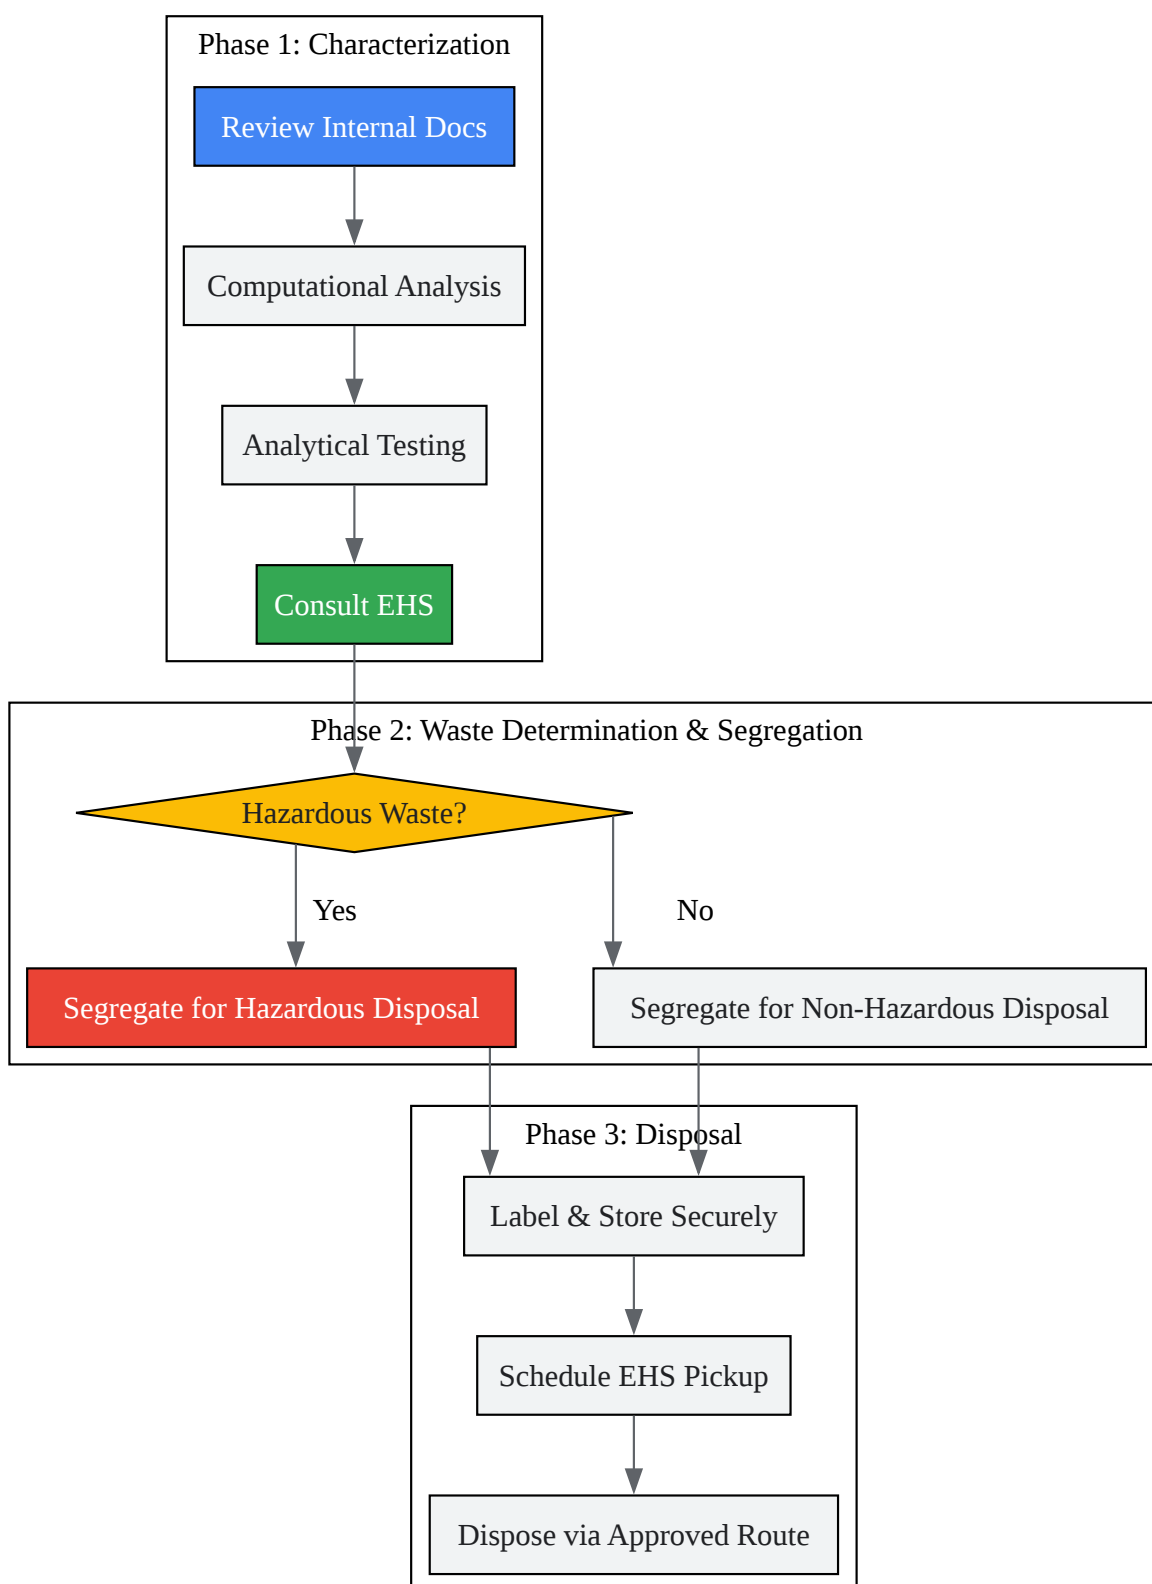 Phase 1: Characterization
Review Internal Docs
Computational Analysis
Analytical Testing
Consult EHS
Phase 2: Waste Determination & Segregation
Hazardous Waste?
Yes
No
Segregate for Hazardous Disposal
Segregate for Non-Hazardous Disposal
Phase 3: Disposal
Label & Store Securely
Schedule EHS Pickup
Dispose via Approved Route